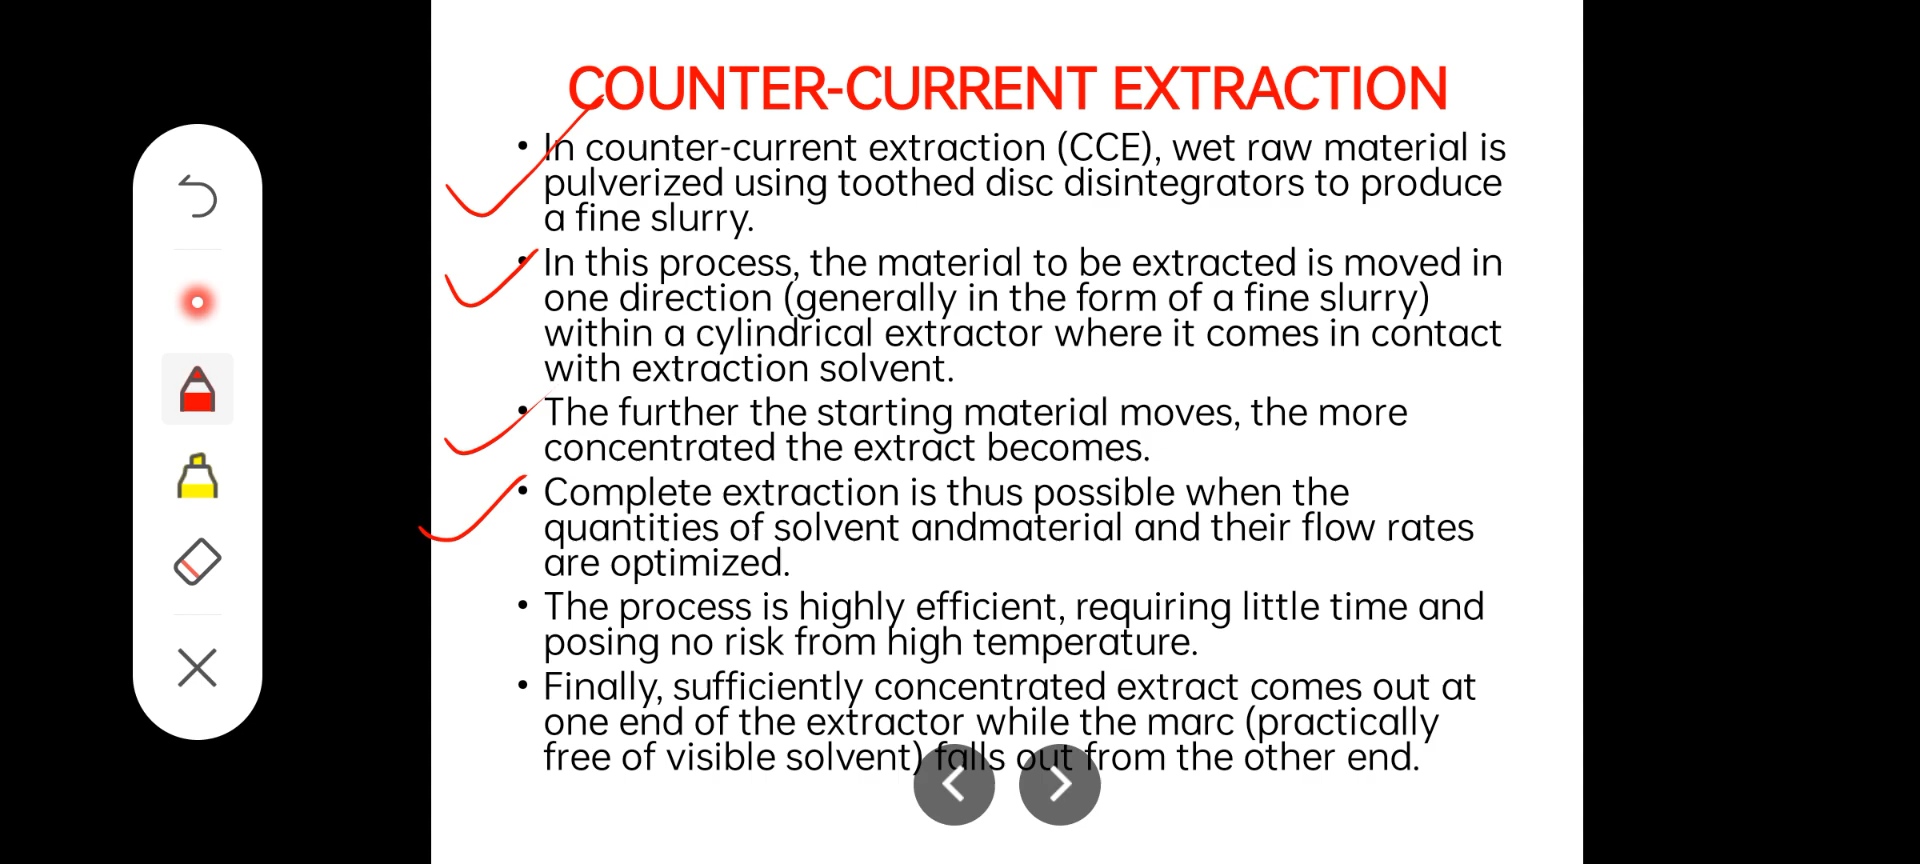 COUNTER-CURRENT EXTRACTION
• In counter-current extraction (CCE), wet raw material is
pulverized using toothed disc disintegrators to produce
a fine slurry.
• In this process, the material to be extracted is moved in
one direction (generally in the form of a fine slurry)
within a cylindrical extractor where it comes in contact
with extraction solvent.
• The further the starting material moves, the more
concentrated the extract becomes.
• Complete extraction is thus possible when the
quantities of solvent andmaterial and their flow rates
are optimized.
• The process is highly efficient, requiring little time and
posing no risk from high temperature.
• Finally, sufficiently concentrated extract comes out at
one end of the extractor while the marc (practically
free of visible solvent) falls out from the other end.